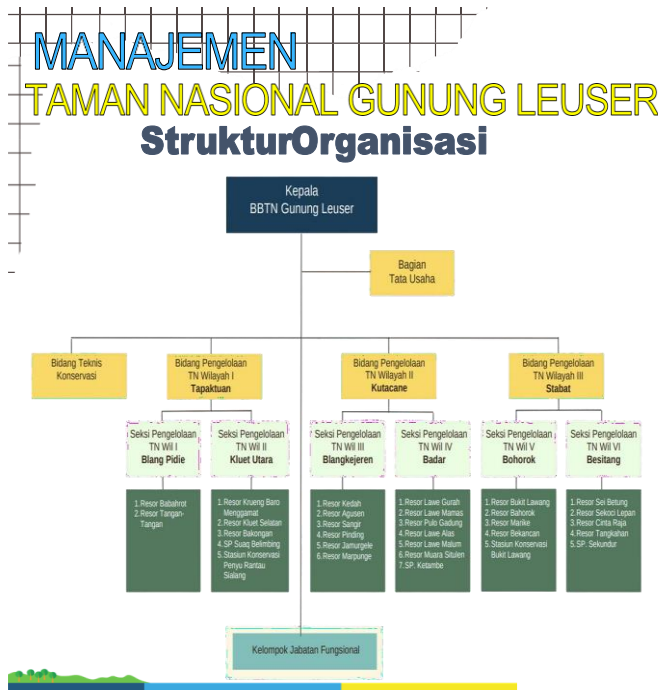 MANAJEMEN
TAMAN NASIONAL GUNUNG LEUSER
StrukturOrganisasi
Kepala
BBTN Gunung Leuser
Bagian
Tata Usaha
Bidang Teknis
Konservasi
Bidang Pengelolaan
TN Wilayah I
Tapaktuan
Bidang Pengelolaan
TN Wilayah II
Kutacane
Bidang Pengelolaan
TN Wilayah III
Stabat
Seksi Pengelolaan
TN Wil I
Blang Pidie
Seksi Pengelolaan
TN Wil II
Kluet Utara
Seksi Pengelolaan
TN Wil III
Blangkejeren
Seksi Pengelolaan
TN Wil IV
Badar
Seksi Pengelolaan
TN Wil V
Bohorok
Seksi Pengelolaan
TN Wil VI
Besitang
1.Resor Babahrot
2.Resor Tangan-
Tangan
1.Resor Krueng Baro
Menggamat
2.Resor Kluet Selatan
3.Resor Bakongan
4.SP Suaq Belimbing
5.Stasiun Konservasi
Penyu Rantau
Sialang
1.Resor Kedah
2.Resor Agusen
3.Resor Sangir
4.Resor Pinding
5.Resor Jamurgele
6.Resor Marpunge
1.Resor Lawe Gurah
2.Resor Lawe Mamas
3.Resor Pulo Gadung
4.Resor Lawe Alas
5.Resor Lawe Malum
6.Resor Muara Situlen
7.SP. Ketambe
1.Resor Bukit Lawang
2.Resor Bahorok
3.Resor Marike
4.Resor Bekancan
5.Stasiun Konservasi
Bukit Lawang
1.Resor Sei Betung
2.Resor Sekoci Lepan
3.Resor Cinta Raja
4.Resor Tangkahan
5.SP. Sekundur
Kelompok Jabatan Fungsional